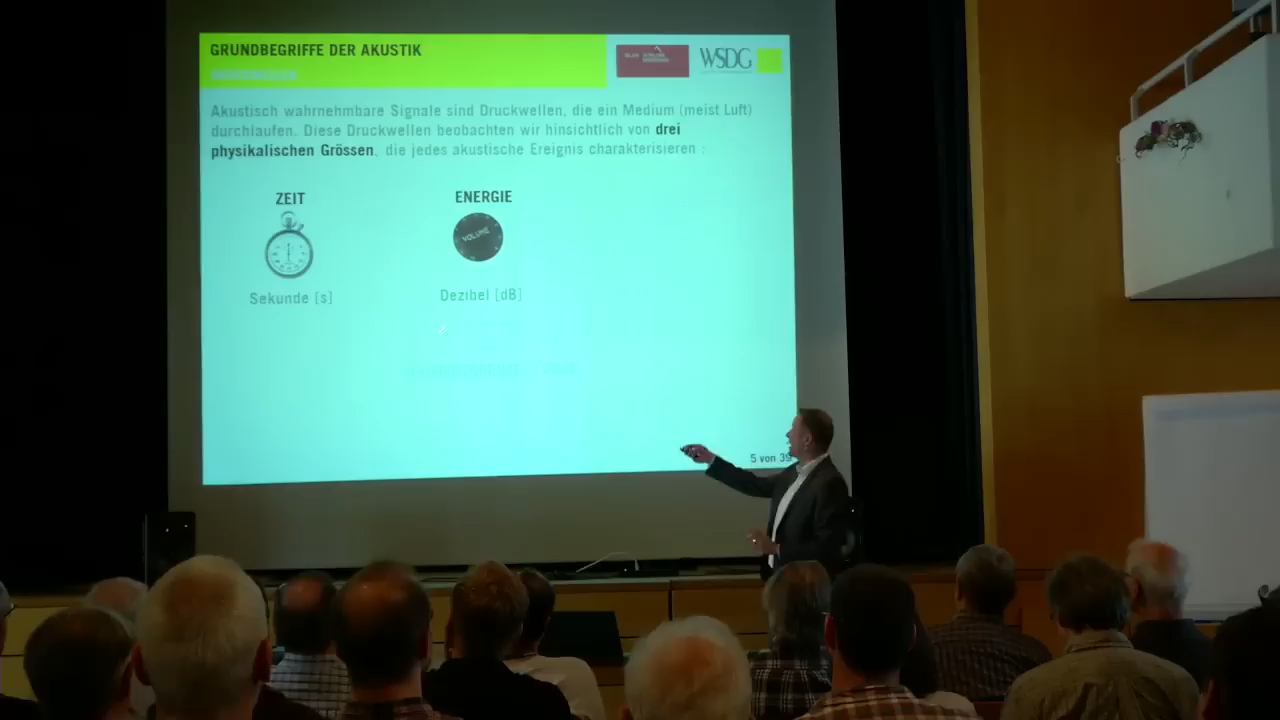 GRUNDBEGRIFFE DER AKUSTIK
WSDG
Akustisch wahrnehmbare Signale sind Druckwellen, die ein Medium (meist Luft)
durchlaufen. Diese Druckwellen beobachten wir hinsichtlich von drei
physikalischen Grössen, die jedes akustische Ereignis charakterisieren :
ZEIT
ENERGIE
VOLUME
Sekunde [s]
Dezibel [dB]
5 von 39